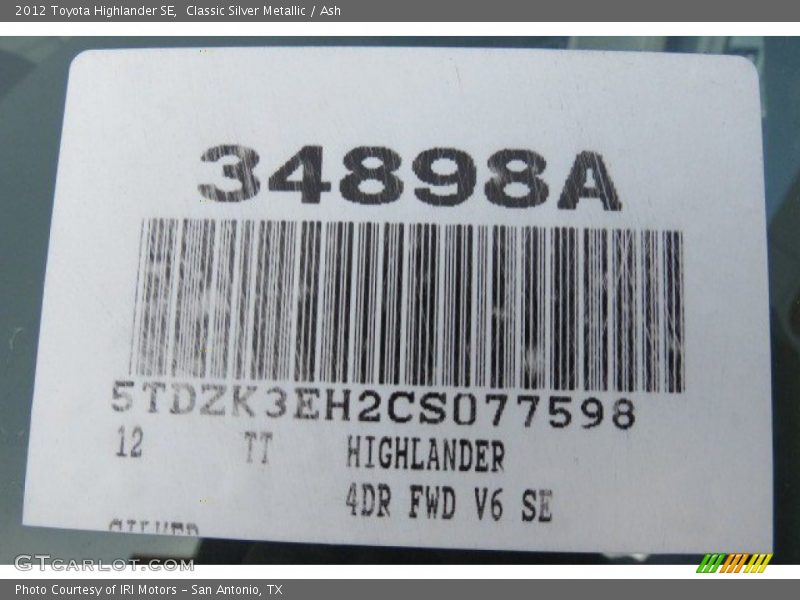 2012 Toyota Highlander SE,  Classic Silver Metallic / Ash
34898A
5TDZK3EH2CS077598
12 TT HIGHLANDER
4DR FWD V6 SE
SILVER
GTCarLot.com
Photo Courtesy of IRI Motors – San Antonio, TX